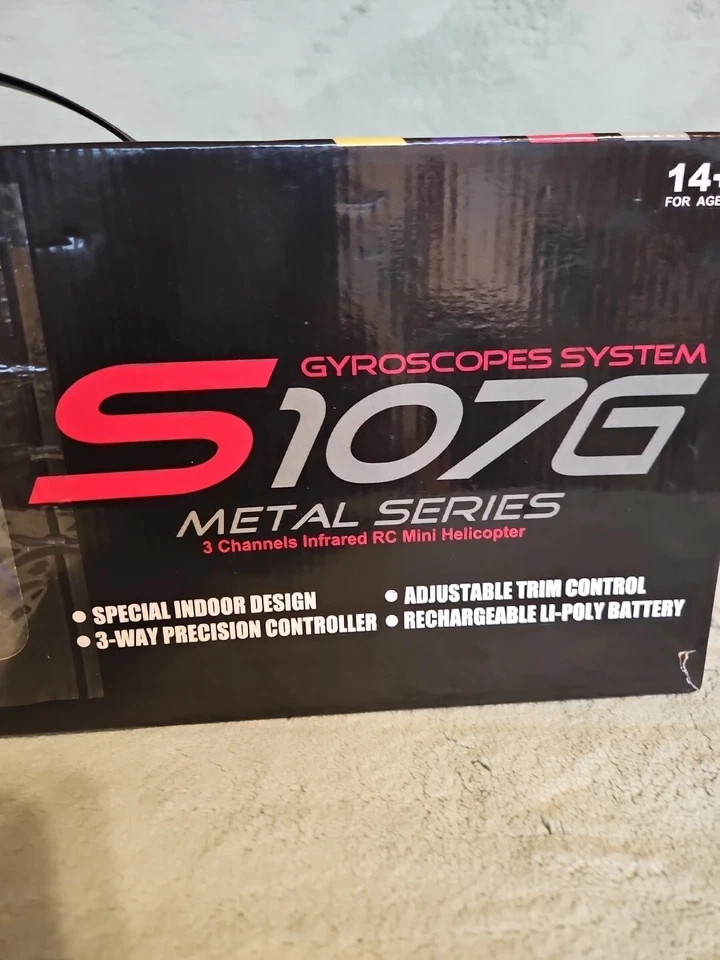 14+
FOR AGE
GYROSCOPES SYSTEM
S107G
METAL SERIES
3 Channels Infrared RC Mini Helicopter
● SPECIAL INDOOR DESIGN
● 3-WAY PRECISION CONTROLLER
● ADJUSTABLE TRIM CONTROL
● RECHARGEABLE LI-POLY BATTERY